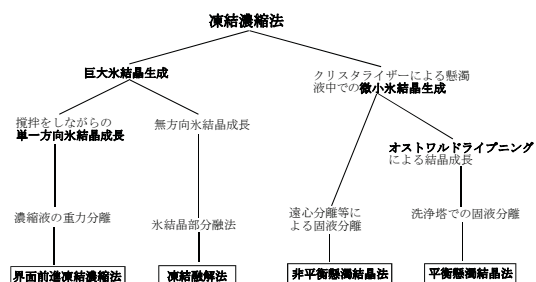 凍結濃縮法
巨大氷結晶生成
クリスタライザーによる懸濁
液中での微小氷結晶生成
撹拌をしながらの
単一方向氷結晶成長
無方向氷結晶成長
オストワルドライプニング
による結晶成長
濃縮液の重力分離
氷結晶部分融法
遠心分離等に
よる固液分離
洗浄塔での固液分離
界面前進凍結濃縮法
凍結融解法
非平衡懸濁結晶法
平衡懸濁結晶法